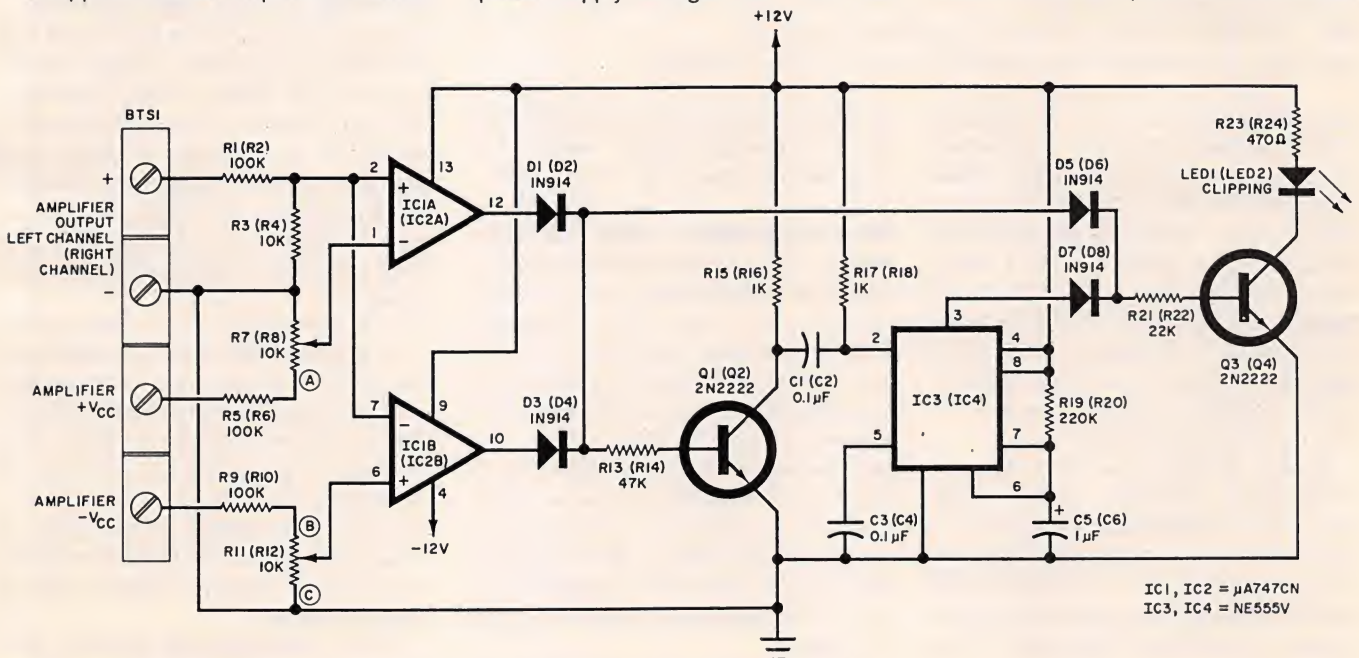 +12V
BTS1
R1 (R2)
100K
+
AMPLIFIER
OUTPUT
LEFT CHANNEL
(RIGHT
CHANNEL)
−
R3 (R4)
10K
R7 (R8)
10K
A
AMPLIFIER
+VCC
R5 (R6)
100K
AMPLIFIER
−VCC
R9 (R10)
100K
B
R11 (R12)
10K
C
2
+
13
IC1A
(IC2A)
12
1
−
D1 (D2)
1N914
7
−
9
IC1B
(IC2B)
10
6
+
4
−12V
D3 (D4)
1N914
R13 (R14)
47K
Q1 (Q2)
2N2222
R15 (R16)
1K
C1 (C2)
0.1µF
R17 (R18)
1K
2
3
4
8
IC3 (IC4)
5
7
6
C3 (C4)
0.1µF
R19 (R20)
220K
C5 (C6)
1µF
+
D5 (D6)
1N914
D7 (D8)
1N914
R21 (R22)
22K
R23 (R24)
470Ω
LED1 (LED2)
CLIPPING
Q3 (Q4)
2N2222
IC1, IC2 = µA747CN
IC3, IC4 = NE555V